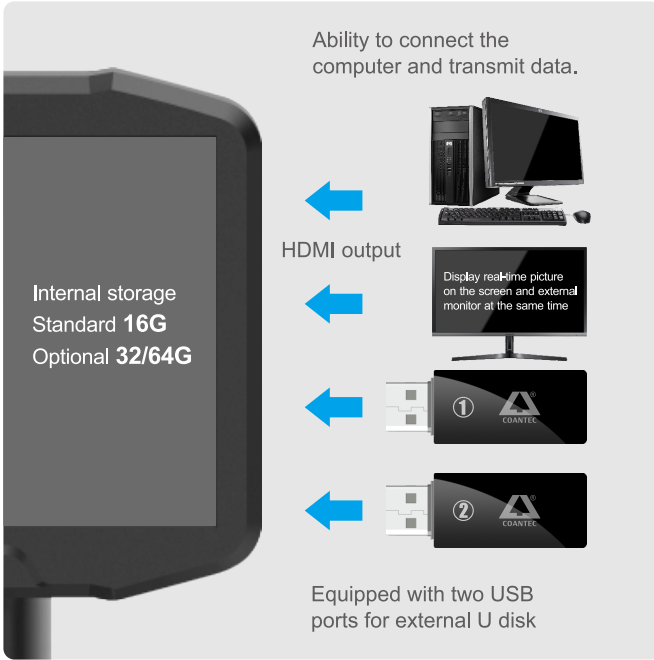 Ability to connect the
computer and transmit data.
HDMI output
Display real-time picture
on the screen and external
monitor at the same time
Internal storage
Standard 16G
Optional 32/64G
① COANTEC®
② COANTEC®
Equipped with two USB
ports for external U disk